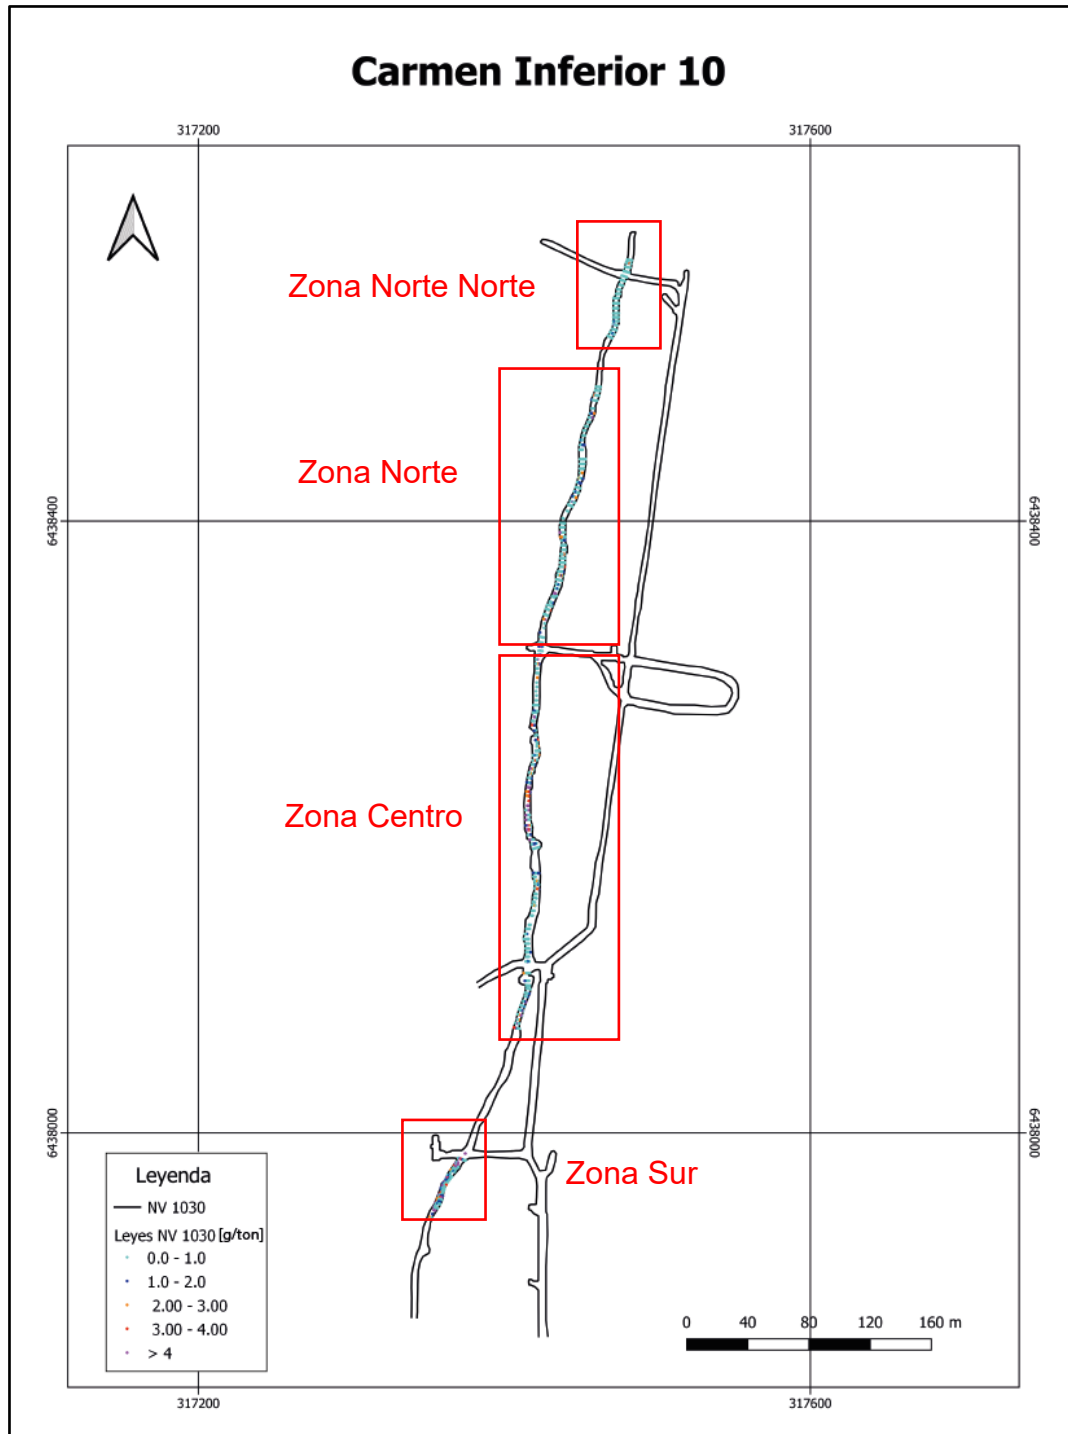 Carmen Inferior 10
317200
317600
Zona Norte Norte
Zona Norte
6438400
6438400
Zona Centro
6438000
6438000
Zona Sur
Leyenda
NV 1030
Leyes NV 1030 [g/ton]
0.0 - 1.0
1.0 - 2.0
2.00 - 3.00
3.00 - 4.00
> 4
0 40 80 120 160 m
317200
317600